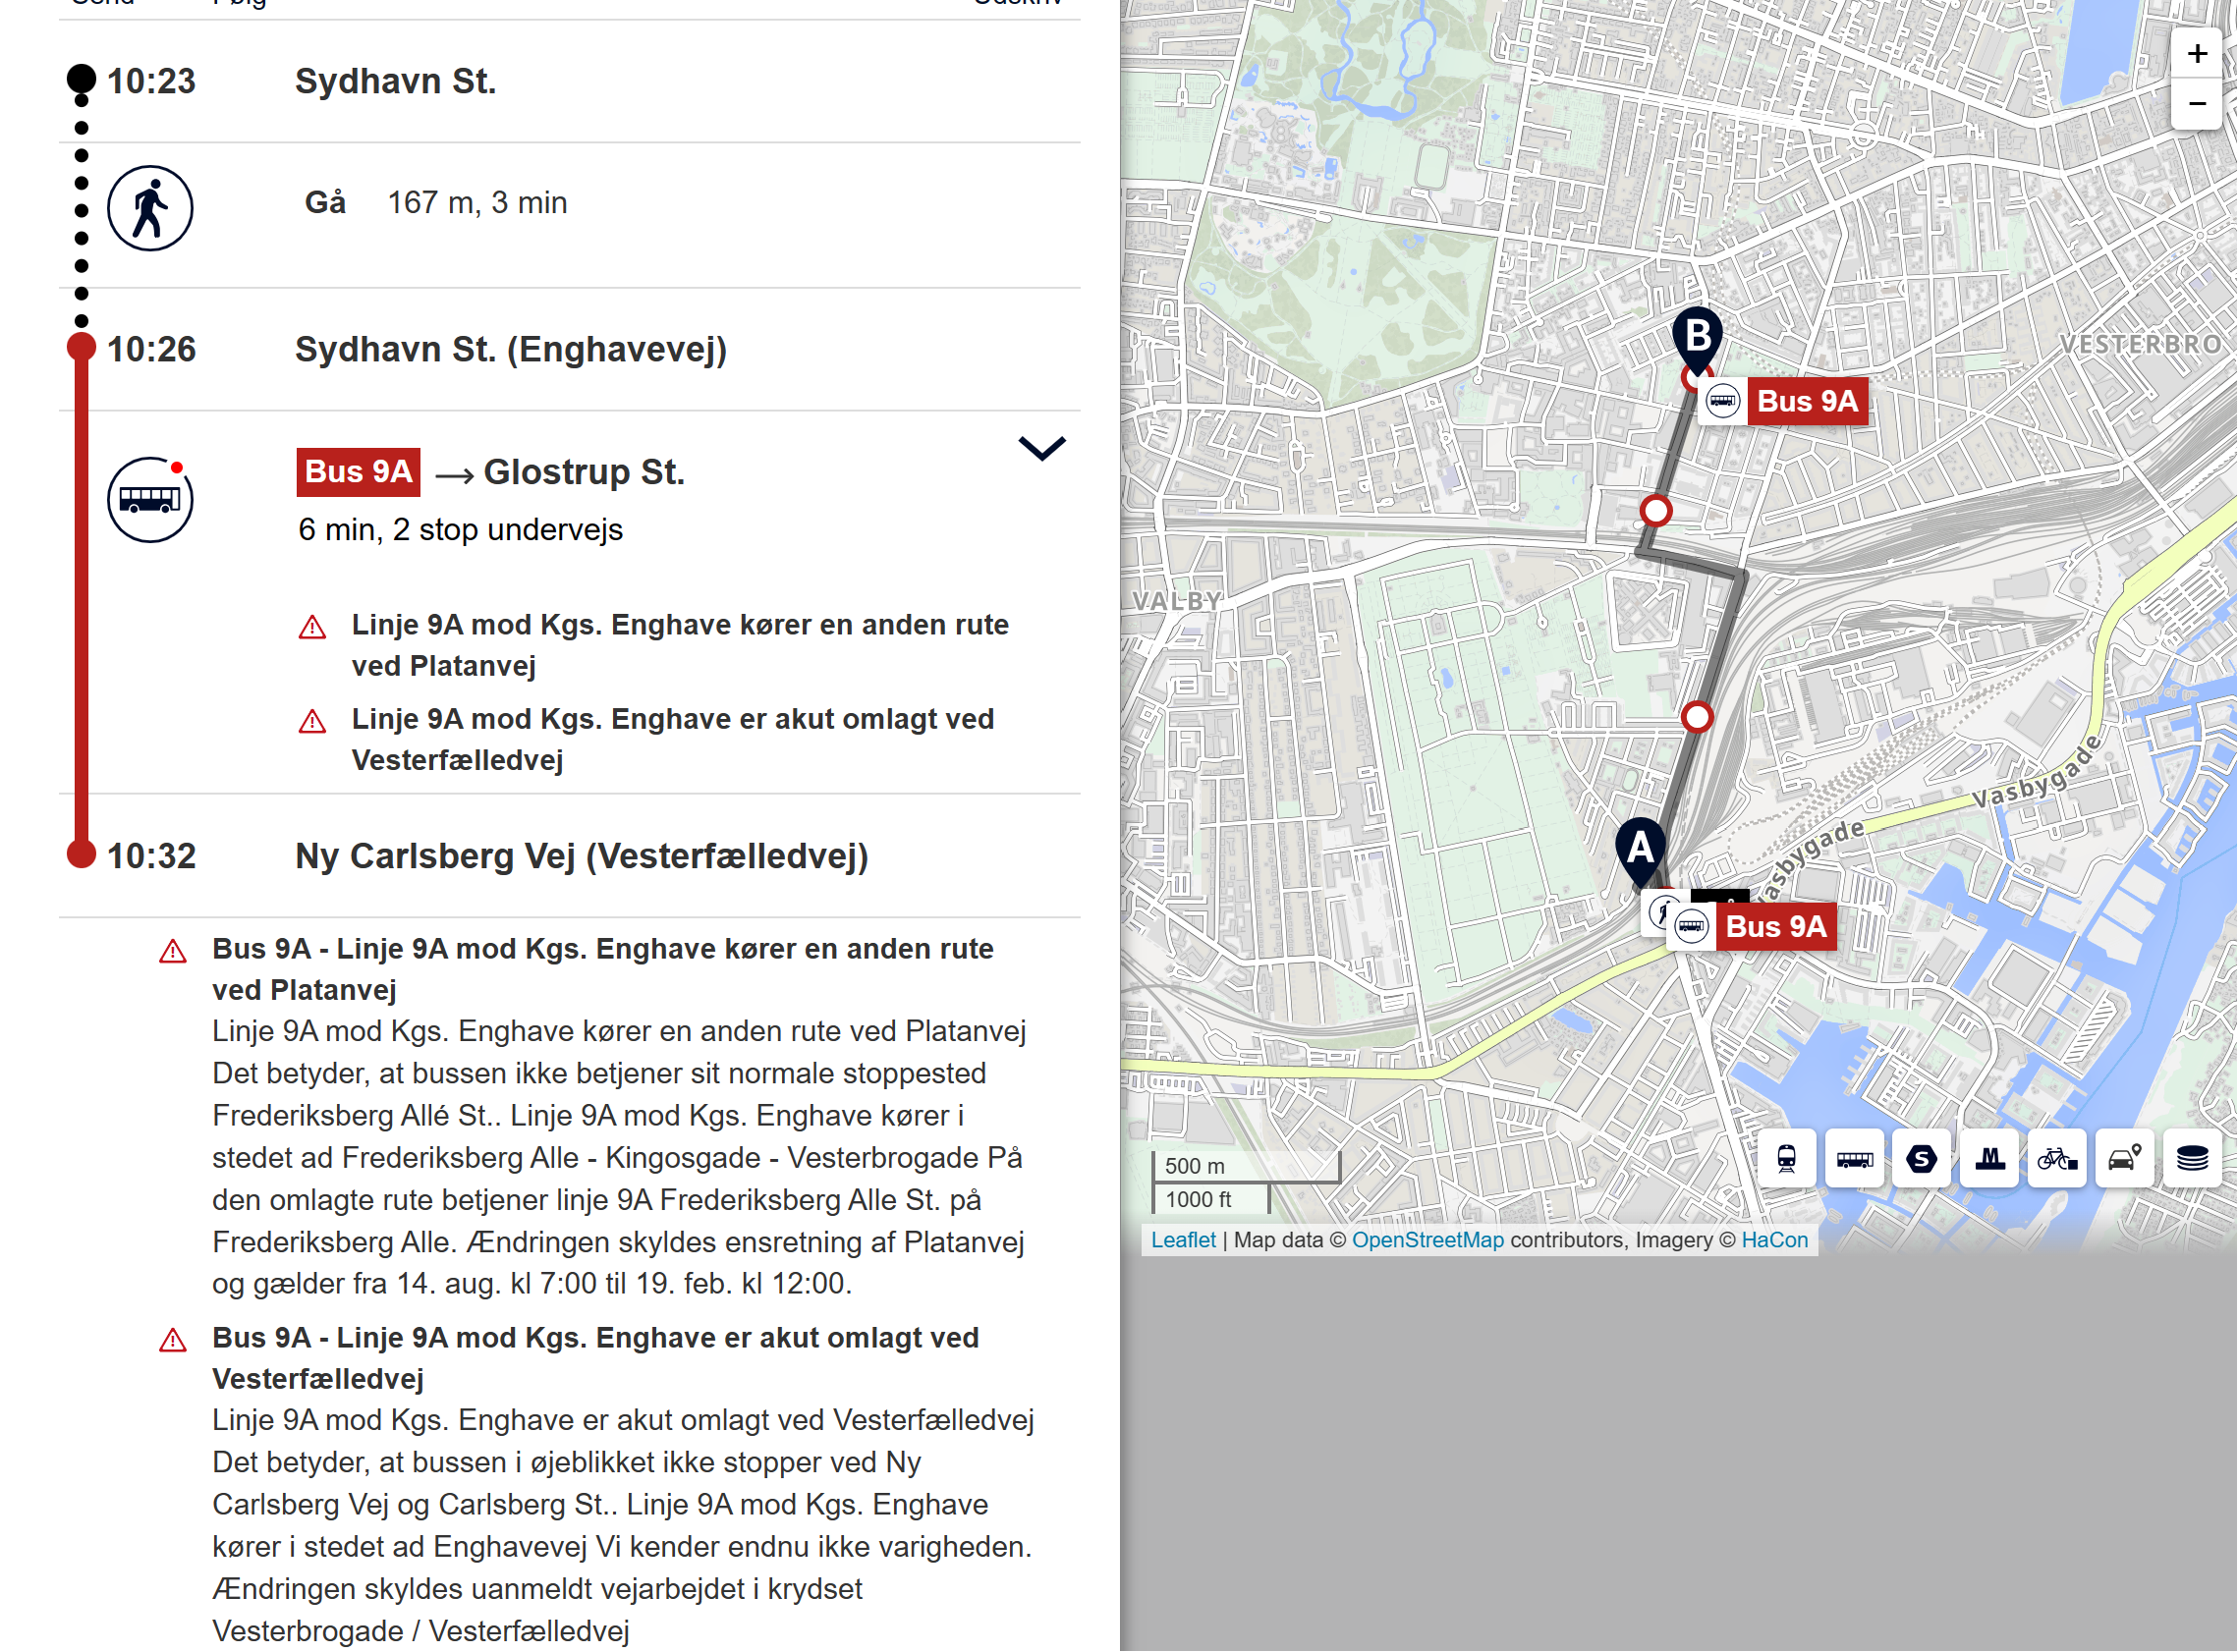 10:23 Sydhavn St.
Gå 167 m, 3 min
10:26 Sydhavn St. (Enghavevej)
Bus 9A → Glostrup St.
6 min, 2 stop undervejs
Linje 9A mod Kgs. Enghave kører en anden rute
ved Platanvej
Linje 9A mod Kgs. Enghave er akut omlagt ved
Vesterfælledvej
10:32 Ny Carlsberg Vej (Vesterfælledvej)
Bus 9A - Linje 9A mod Kgs. Enghave kører en anden rute
ved Platanvej
Linje 9A mod Kgs. Enghave kører en anden rute ved Platanvej
Det betyder, at bussen ikke betjener sit normale stoppested
Frederiksberg Allé St.. Linje 9A mod Kgs. Enghave kører i
stedet ad Frederiksberg Alle - Kingosgade - Vesterbrogade På
den omlagte rute betjener linje 9A Frederiksberg Alle St. på
Frederiksberg Alle. Ændringen skyldes ensretning af Platanvej
og gælder fra 14. aug. kl 7:00 til 19. feb. kl 12:00.
Bus 9A - Linje 9A mod Kgs. Enghave er akut omlagt ved
Vesterfælledvej
Linje 9A mod Kgs. Enghave er akut omlagt ved Vesterfælledvej
Det betyder, at bussen i øjeblikket ikke stopper ved Ny
Carlsberg Vej og Carlsberg St.. Linje 9A mod Kgs. Enghave
kører i stedet ad Enghavevej Vi kender endnu ikke varigheden.
Ændringen skyldes uanmeldt vejarbejdet i krydset
Vesterbrogade / Vesterfælledvej
+
−
VESTERBRO
B
Bus 9A
VALBY
Vasbygade
Vasbygade
A
Bus 9A
S
M
500 m
1000 ft
Leaflet | Map data © OpenStreetMap contributors, Imagery © HaCon